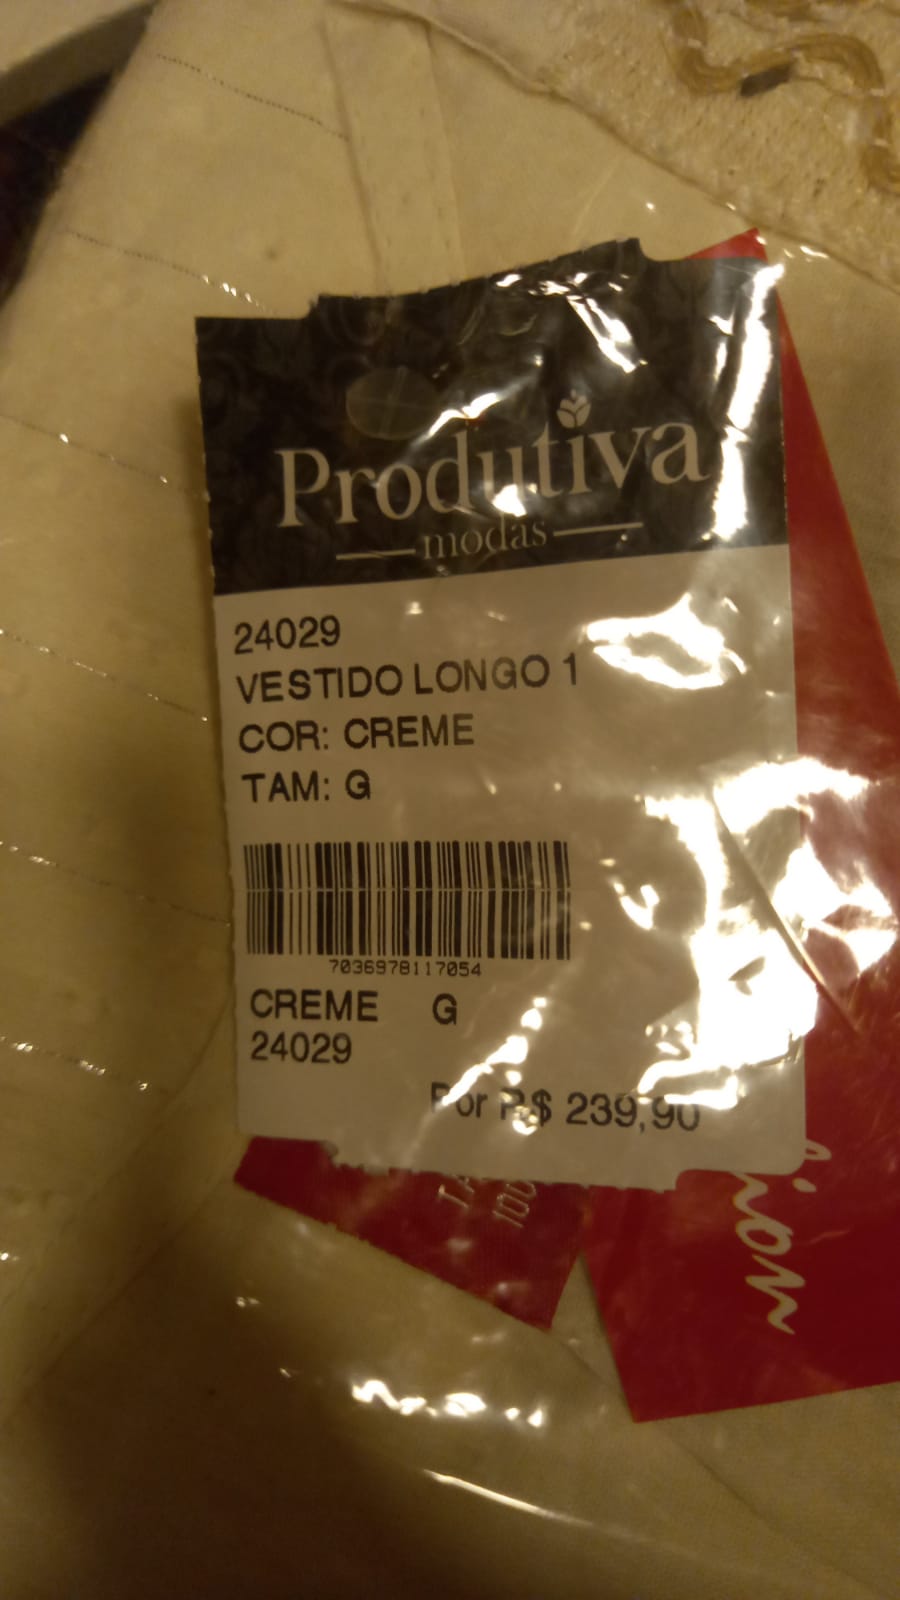 Produtiva
modas
24029
VESTIDO LONGO 1
COR: CREME
TAM: G
7036978117054
CREME G
24029
Por R$ 239,90